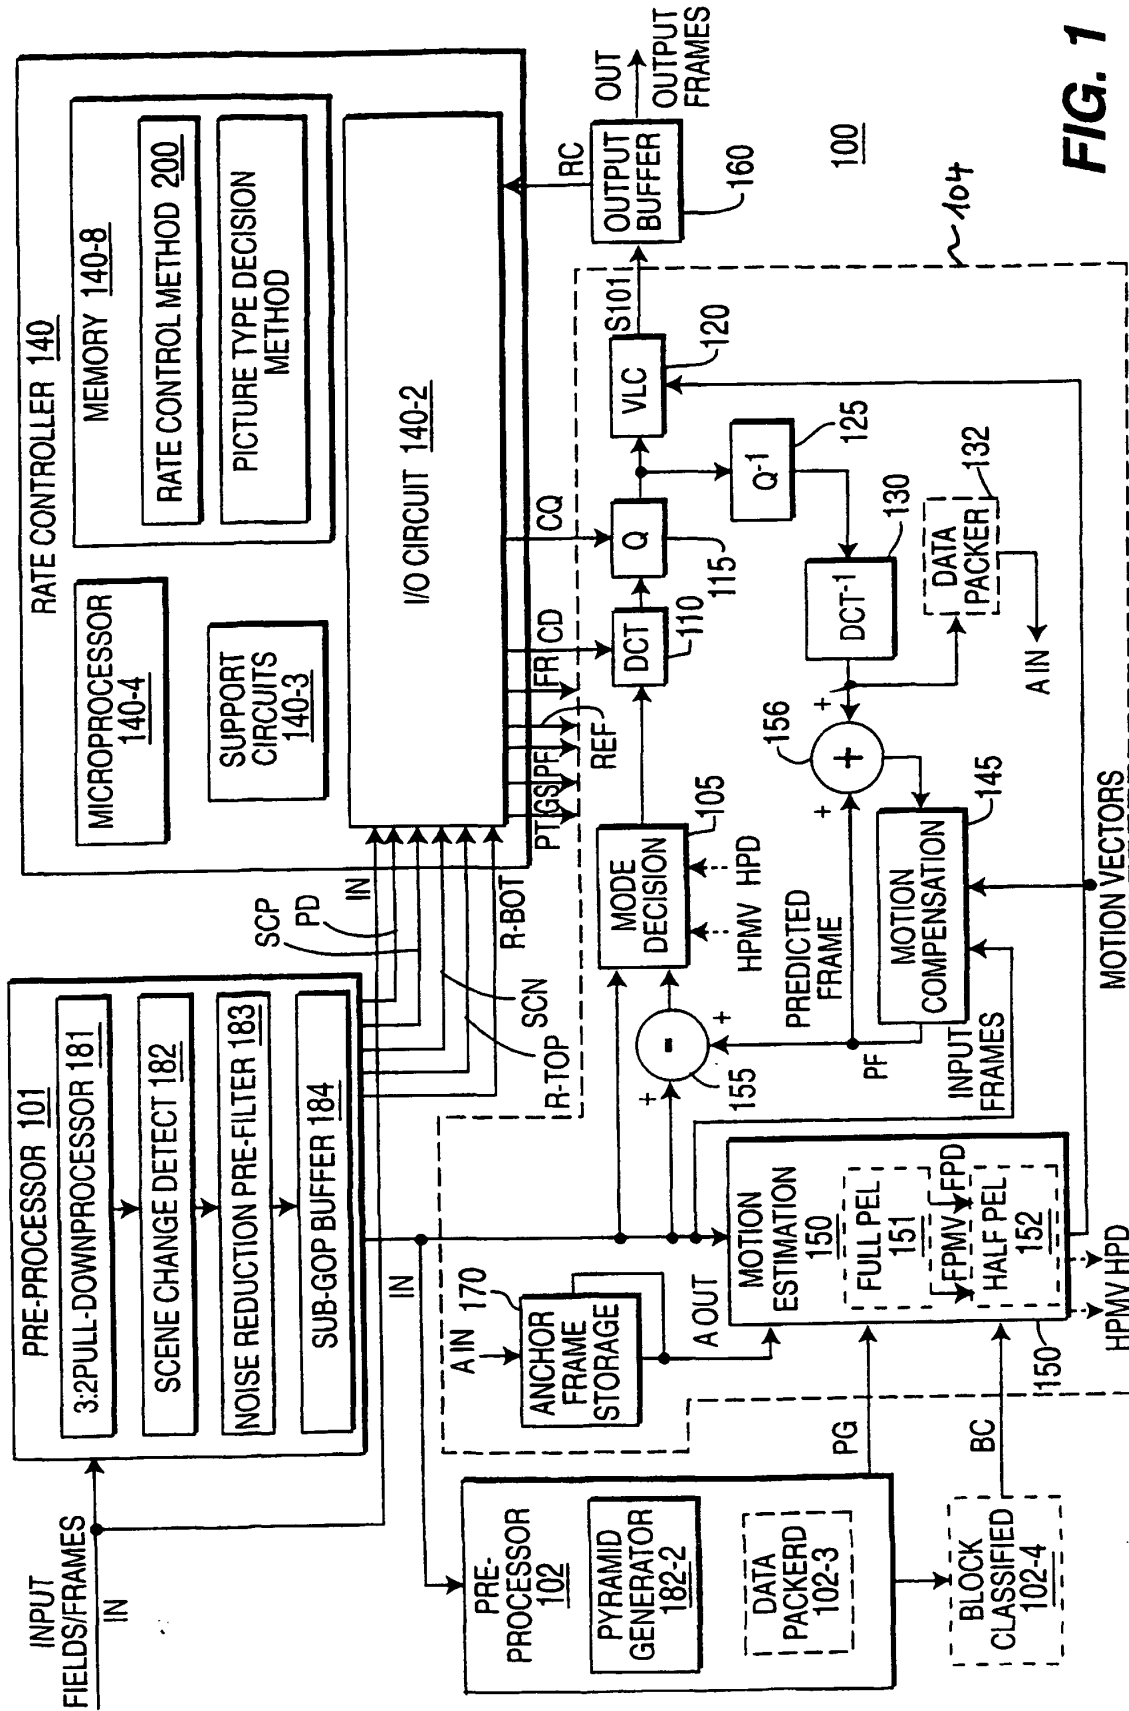 INPUT
FIELDS/FRAMES
IN
PRE-PROCESSOR 101
3:2PULL-DOWNPROCESSOR 181
SCENE CHANGE DETECT 182
NOISE REDUCTION PRE-FILTER 183
SUB-GOP BUFFER 184
RATE CONTROLLER 140
MICROPROCESSOR
140-4
SUPPORT
CIRCUITS
140-3
MEMORY 140-8
RATE CONTROL METHOD 200
PICTURE TYPE DECISION
METHOD
I/O CIRCUIT 140-2
SCP
PD
IN
R-BOT
SCN
R-TOP
PT
GS
PF
REF
FR
CD
CQ
RC
IN
PRE-
PROCESSOR
102
PYRAMID
GENERATOR
182-2
DATA
PACKERD
102-3
BLOCK
CLASSIFIED
102-4
PG
BC
A IN
170
ANCHOR
FRAME
STORAGE
A OUT
MOTION
ESTIMATION
150
FULL PEL
151
FPMV
FPD
HALF PEL
152
150
HPMV HPD
+
-
+
155
MODE
DECISION
105
HPMV HPD
PREDICTED
FRAME
PF
INPUT
FRAMES
MOTION
COMPENSATION
145
MOTION VECTORS
+
+
+
156
DCT
110
Q
115
VLC
120
S101
OUTPUT
BUFFER
160
OUT
OUTPUT
FRAMES
Q-1
125
DCT-1
130
DATA
PACKER
132
A IN
104
100
FIG. 1